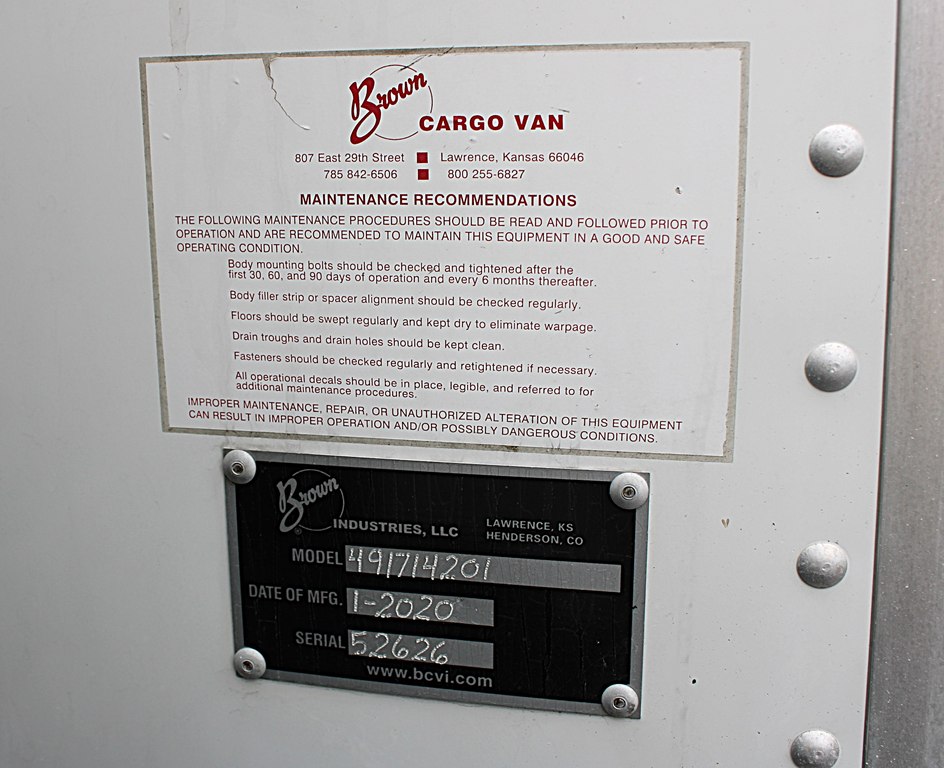 Brown
CARGO VAN
807 East 29th Street ■ Lawrence, Kansas 66046
785 842-6506 ■ 800 255-6827
MAINTENANCE RECOMMENDATIONS
THE FOLLOWING MAINTENANCE PROCEDURES SHOULD BE READ AND FOLLOWED PRIOR TO
OPERATION AND ARE RECOMMENDED TO MAINTAIN THIS EQUIPMENT IN A GOOD AND SAFE
OPERATING CONDITION.
Body mounting bolts should be checked and tightened after the
first 30, 60, and 90 days of operation and every 6 months thereafter.
Body filler strip or spacer alignment should be checked regularly.
Floors should be swept regularly and kept dry to eliminate warpage.
Drain troughs and drain holes should be kept clean.
Fasteners should be checked regularly and retightened if necessary.
All operational decals should be in place, legible, and referred to for
additional maintenance procedures.
IMPROPER MAINTENANCE, REPAIR, OR UNAUTHORIZED ALTERATION OF THIS EQUIPMENT
CAN RESULT IN IMPROPER OPERATION AND/OR POSSIBLY DANGEROUS CONDITIONS.
Brown
®
INDUSTRIES, LLC
LAWRENCE, KS
HENDERSON, CO
MODEL 491714201
DATE OF MFG. 1-2020
SERIAL 52626
www.bcvi.com